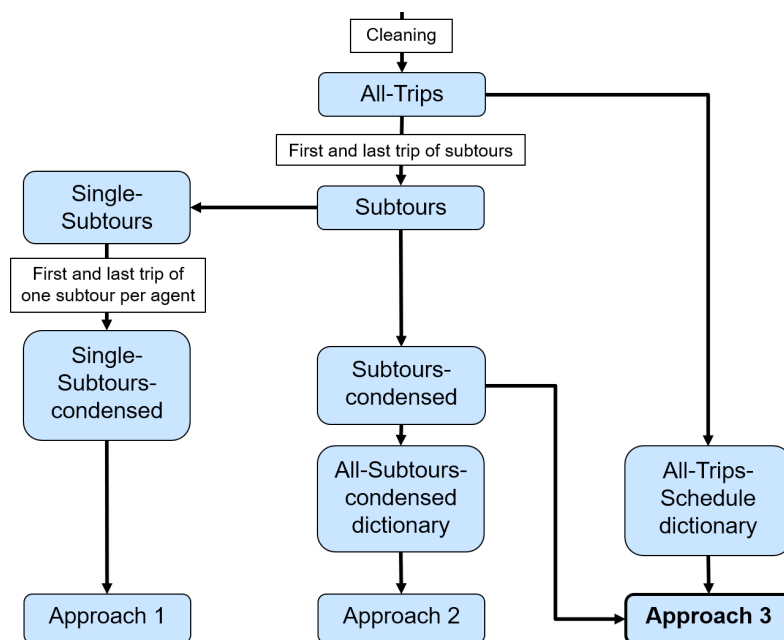 Cleaning
All-Trips
First and last trip of subtours
Single-
Subtours
Subtours
First and last trip of
one subtour per agent
Single-
Subtours-
condensed
Subtours-
condensed
All-Subtours-
condensed
dictionary
All-Trips-
Schedule
dictionary
Approach 1
Approach 2
Approach 3